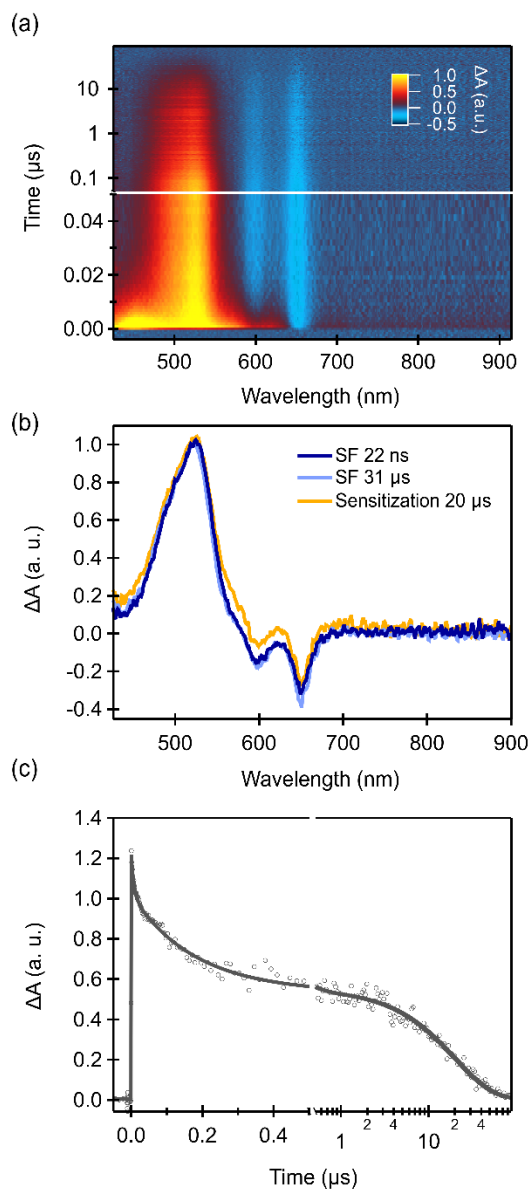 (a)
10
1
0.1
0.04
0.02
0.00
Time (µs)
1.0
0.5
0.0
-0.5
ΔA (a.u.)
500 600 700 800 900
Wavelength (nm)
(b)
1.0
0.8
0.6
0.4
0.2
0.0
-0.2
-0.4
ΔA (a. u.)
SF 22 ns
SF 31 µs
Sensitization 20 µs
500 600 700 800 900
Wavelength (nm)
(c)
1.4
1.2
1.0
0.8
0.6
0.4
0.2
0.0
ΔA (a. u.)
0.0 0.2 0.4 1 2 4 10 2 4
Time (µs)